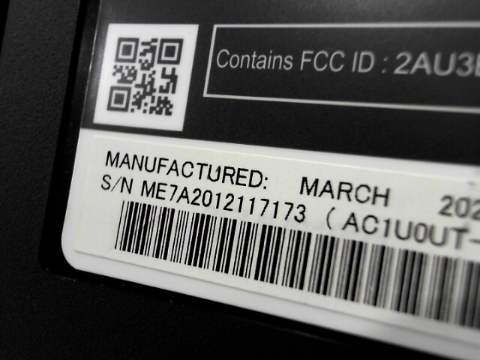 Contains FCC ID : 2AU3
MANUFACTURED: MARCH 202
S/N ME7A2012117173 ( AC1U0UT-